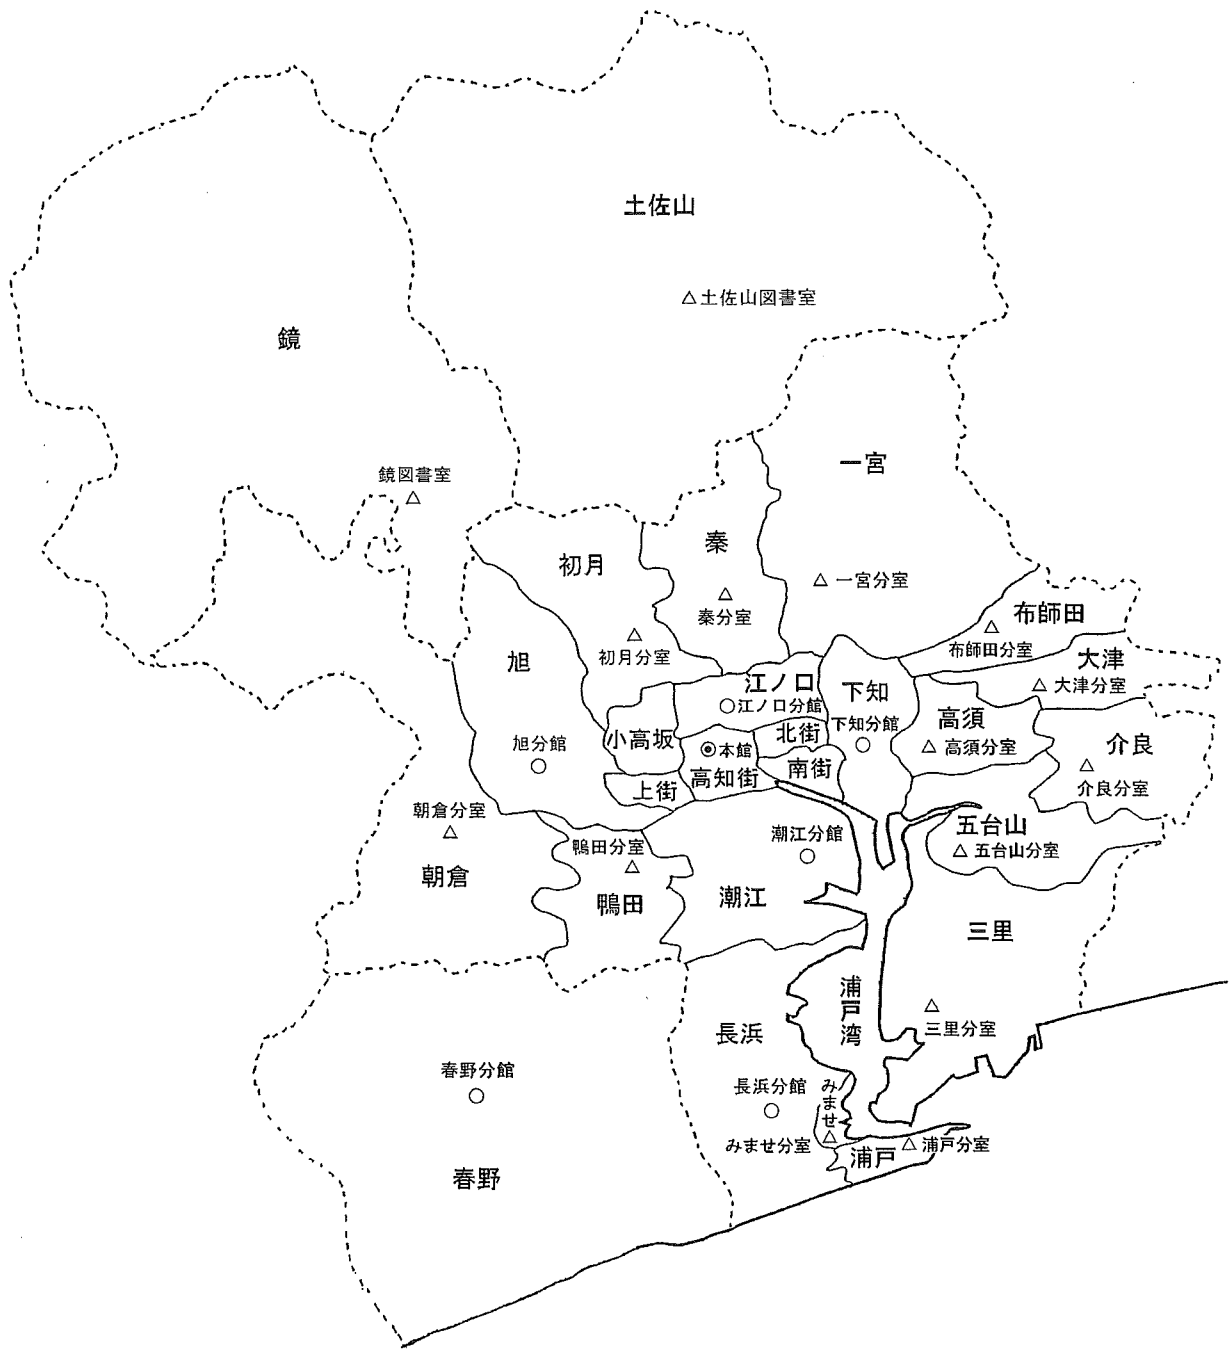 土佐山
△土佐山図書室
鏡
一宮
鏡図書室
△
秦
初月
△ 一宮分室
△
秦分室
布師田
△
布師田分室
△
初月分室
旭
大津
△ 大津分室
江ノ口
○江ノ口分館
下知
下知分館
○
高須
△ 高須分室
小高坂
北街
◉本館
高知街
旭分館
○
介良
△
介良分室
南街
上街
朝倉分室
△
朝倉
五台山
△ 五台山分室
潮江分館
○
鴨田分室
△
鴨田
潮江
三里
浦戸湾
△
三里分室
長浜
春野分館
○
長浜分館
○
みませ
△
みませ分室
浦戸
△ 浦戸分室
春野